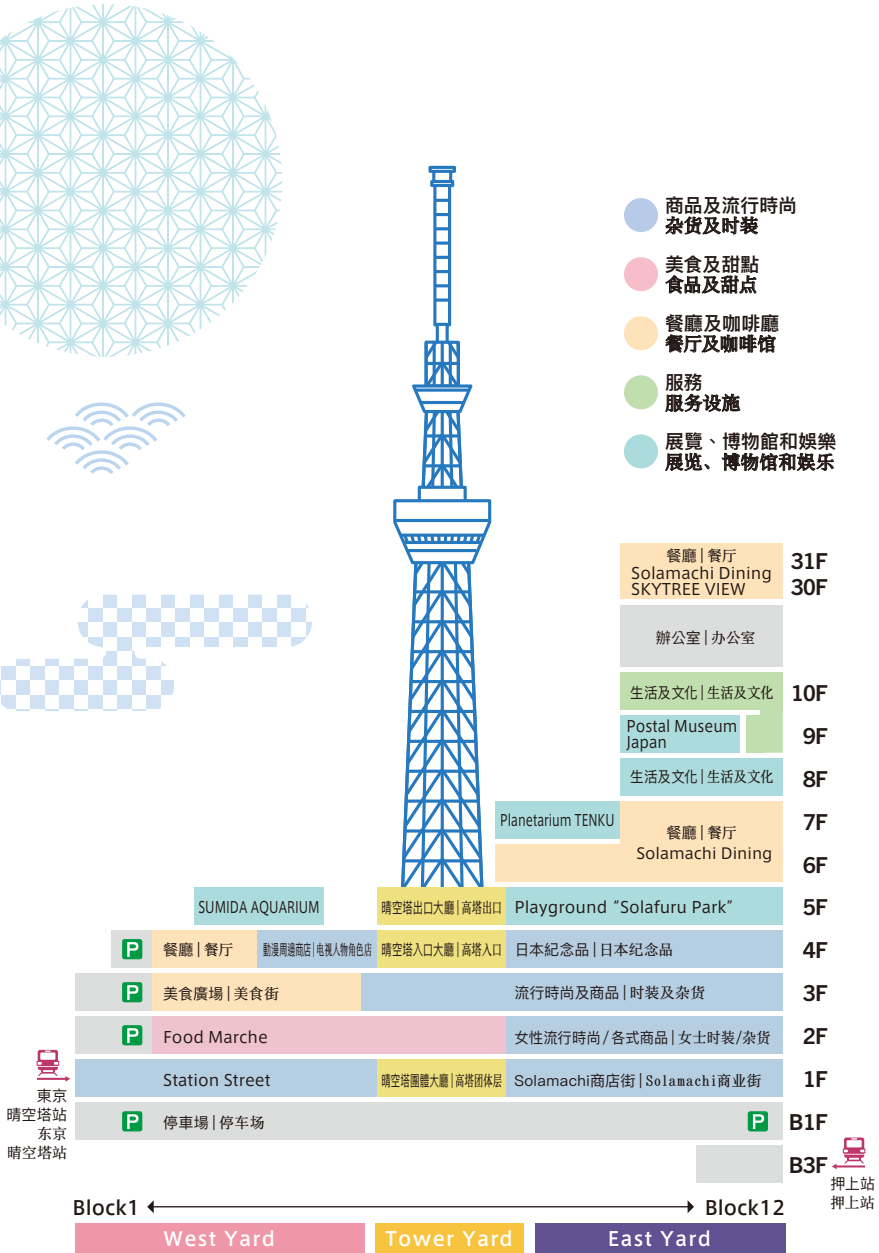 商品及流行時尚
杂货及时装
美食及甜點
食品及甜点
餐廳及咖啡廳
餐厅及咖啡馆
服務
服务设施
展覽、博物館和娛樂
展览、博物馆和娱乐
餐廳|餐厅
Solamachi Dining
SKYTREE VIEW
31F
30F
辦公室|办公室
生活及文化|生活及文化
10F
Postal Museum
Japan
9F
生活及文化|生活及文化
8F
Planetarium TENKU
7F
餐廳|餐厅
Solamachi Dining
6F
SUMIDA AQUARIUM
晴空塔出口大廳|高塔出口
Playground “Solafuru Park”
5F
P
餐廳|餐厅
動漫周邊商店|电视人物角色店
晴空塔入口大廳|高塔入口
日本紀念品|日本纪念品
4F
P
美食廣場|美食街
流行時尚及商品|时装及杂货
3F
P
Food Marche
女性流行時尚/各式商品|女士时装/杂货
2F
Station Street
晴空塔團體大廳|高塔团体层
Solamachi商店街|Solamachi商业街
1F
東京
晴空塔站
东京
晴空塔站
P
停車場|停车场
P
B1F
B3F
押上站
押上站
Block1
Block12
West Yard
Tower Yard
East Yard